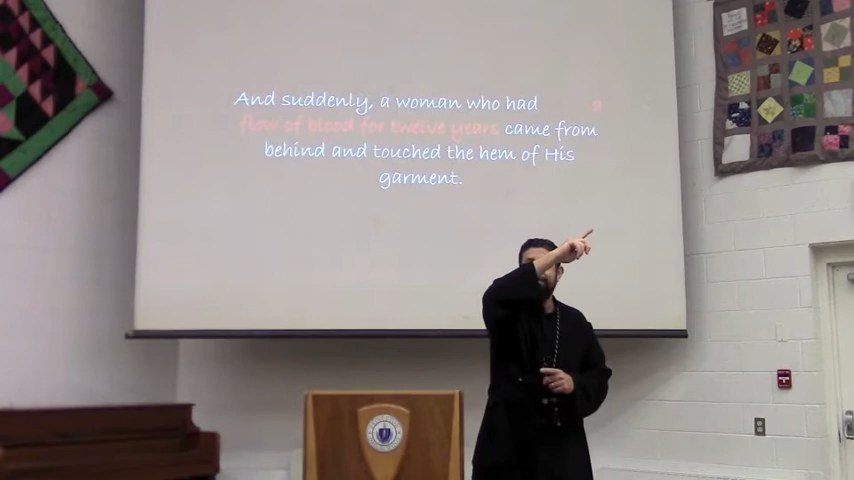 And suddenly, a woman who had a
flow of blood for twelve years came from
behind and touched the hem of His
garment.